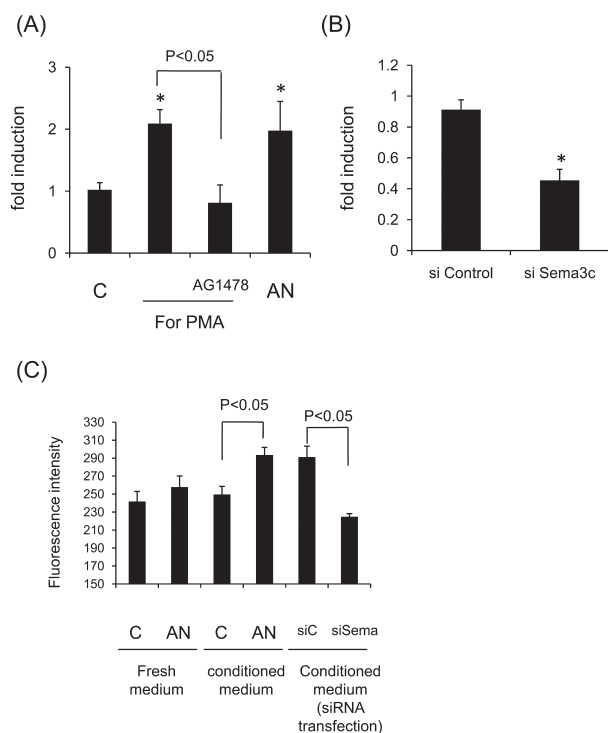 (A)
P<0.05
fold induction
3
2
1
0
*
*
C
AG1478
AN
For PMA
(B)
fold induction
1.2
1
0.8
0.6
0.4
0.2
0
*
si Control
si Sema3c
(C)
Fluorescence intensity
330
310
290
270
250
230
210
190
170
150
P<0.05
P<0.05
C
AN
C
AN
siC
siSema
Fresh
medium
conditioned
medium
Conditioned
medium
(siRNA
transfection)